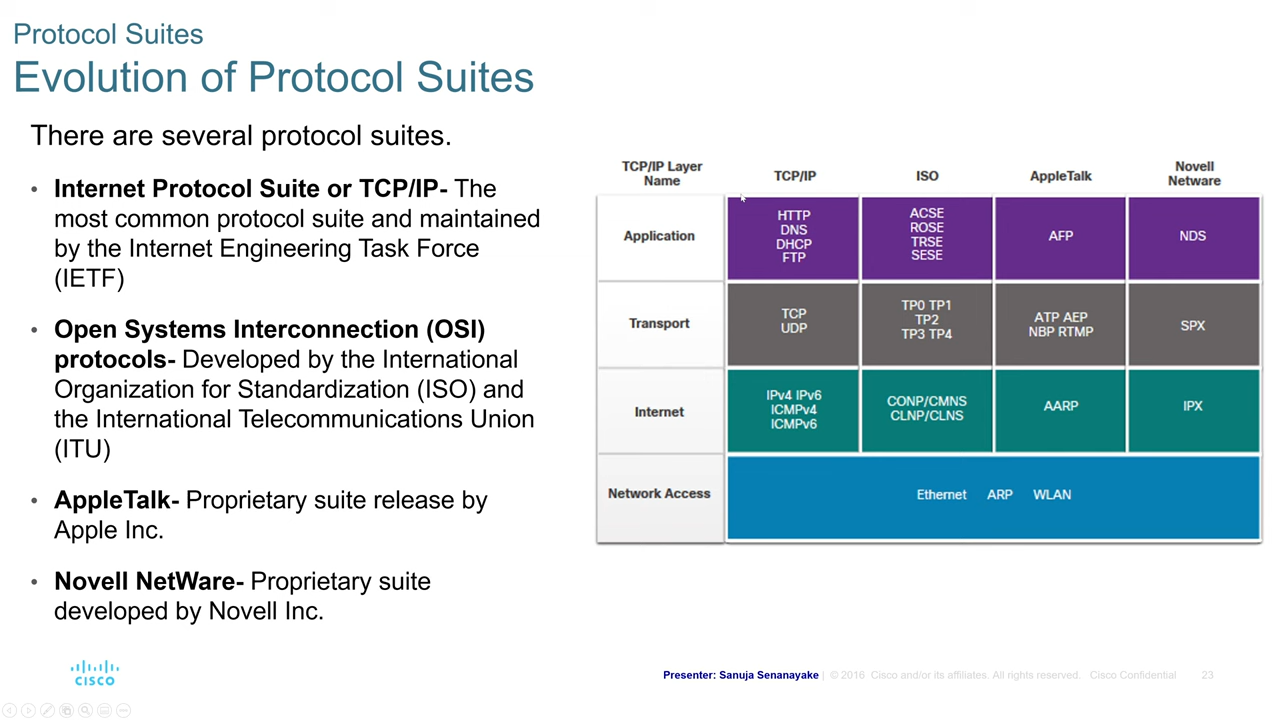 Protocol Suites
Evolution of Protocol Suites
There are several protocol suites.
• Internet Protocol Suite or TCP/IP- The
most common protocol suite and maintained
by the Internet Engineering Task Force
(IETF)
• Open Systems Interconnection (OSI)
protocols- Developed by the International
Organization for Standardization (ISO) and
the International Telecommunications Union
(ITU)
• AppleTalk- Proprietary suite release by
Apple Inc.
• Novell NetWare- Proprietary suite
developed by Novell Inc.
TCP/IP Layer
Name
TCP/IP
ISO
AppleTalk
Novell
Netware
Application
HTTP
DNS
DHCP
FTP
ACSE
ROSE
TRSE
SESE
AFP
NDS
Transport
TCP
UDP
TP0 TP1
TP2
TP3 TP4
ATP AEP
NBP RTMP
SPX
Internet
IPv4 IPv6
ICMPv4
ICMPv6
CONP/CMNS
CLNP/CLNS
AARP
IPX
Network Access
Ethernet ARP WLAN
CISCO
Presenter: Sanuja Senanayake | © 2016 Cisco and/or its affiliates. All rights reserved. Cisco Confidential 23